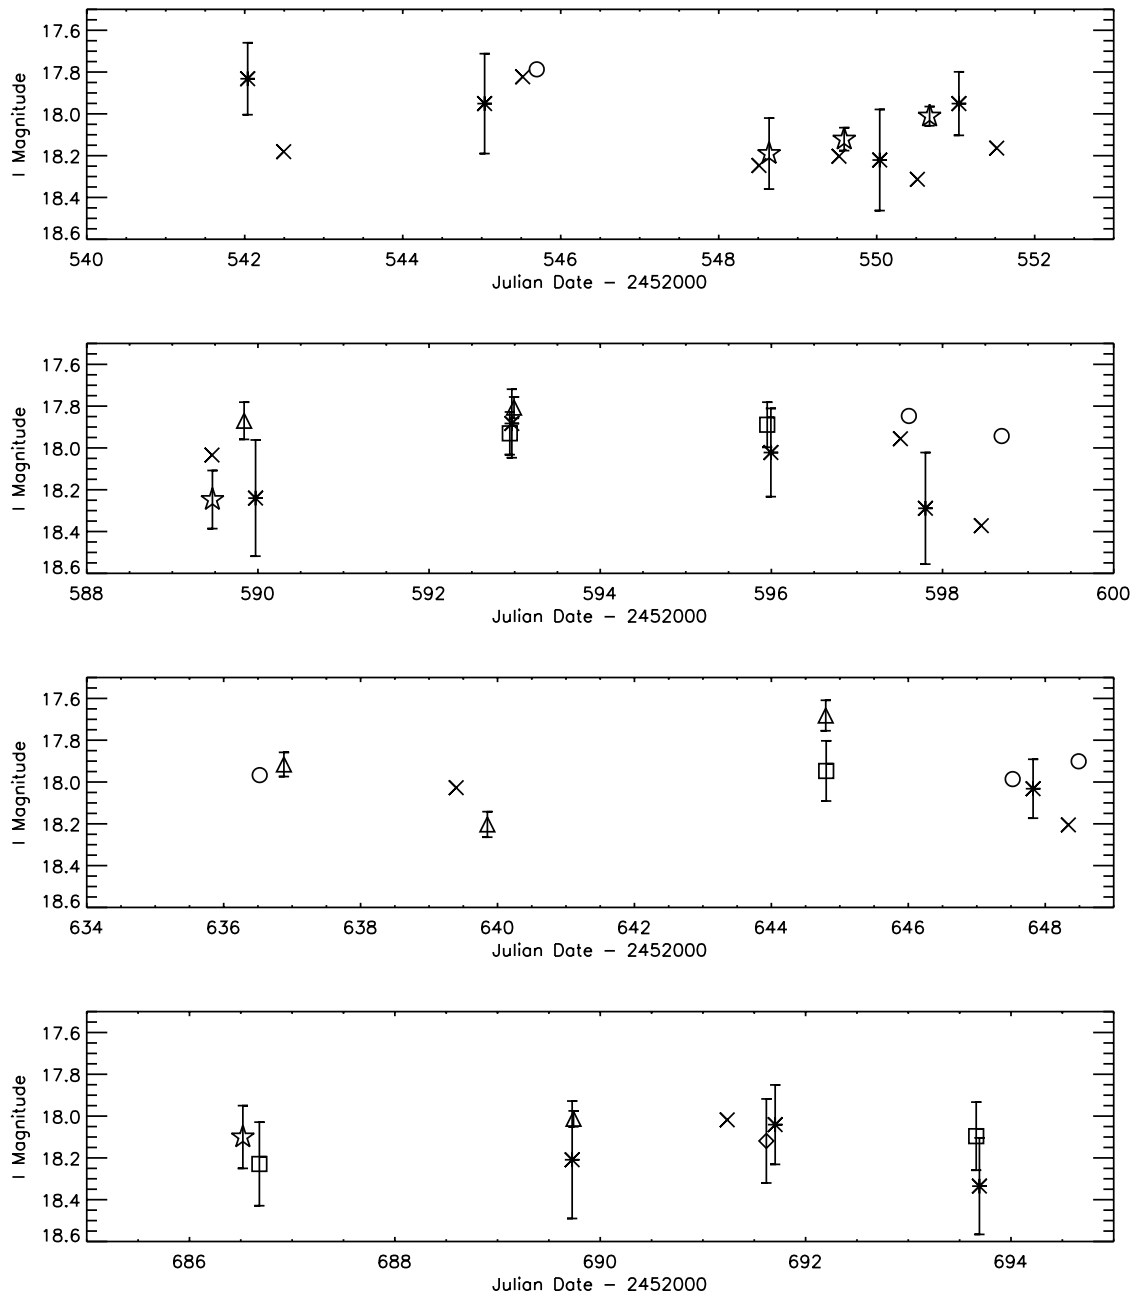 17.6
17.8
18.0
18.2
18.4
18.6
I Magnitude
540 542 544 546 548 550 552
Julian Date − 2452000
17.6
17.8
18.0
18.2
18.4
18.6
I Magnitude
588 590 592 594 596 598 600
Julian Date − 2452000
17.6
17.8
18.0
18.2
18.4
18.6
I Magnitude
634 636 638 640 642 644 646 648
Julian Date − 2452000
17.6
17.8
18.0
18.2
18.4
18.6
I Magnitude
686 688 690 692 694
Julian Date − 2452000